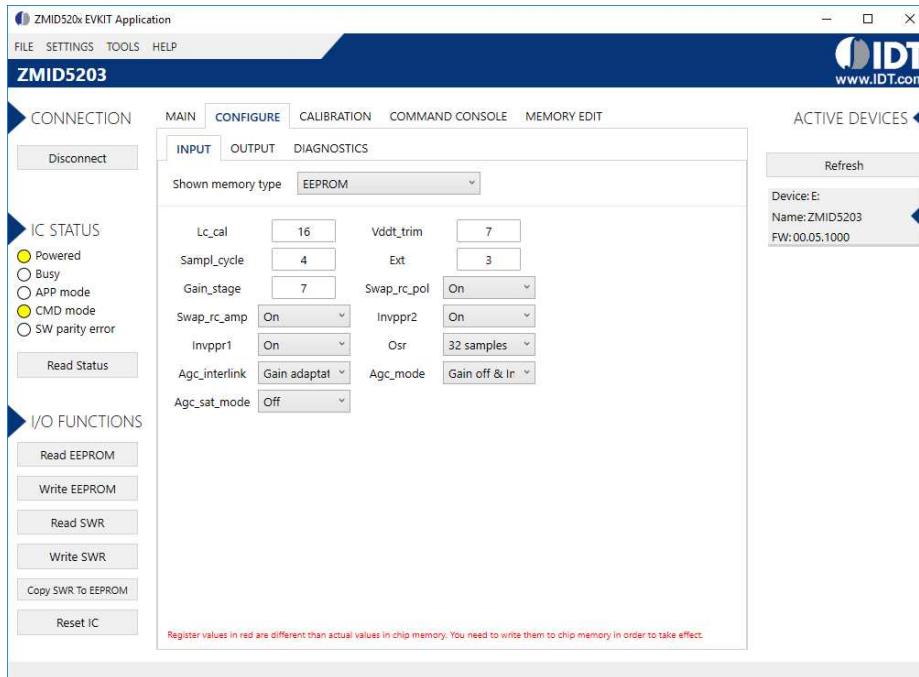 ZMID520x EVKIT Application
FILE SETTINGS TOOLS HELP
IDT
ZMID5203
www.IDT.com
CONNECTION
Disconnect
IC STATUS
Powered
Busy
APP mode
CMD mode
SW parity error
Read Status
I/O FUNCTIONS
Read EEPROM
Write EEPROM
Read SWR
Write SWR
Copy SWR To EEPROM
Reset IC
MAIN CONFIGURE CALIBRATION COMMAND CONSOLE MEMORY EDIT
INPUT OUTPUT DIAGNOSTICS
Shown memory type EEPROM
Lc_cal 16 Vddt_trim 7
Sampl_cycle 4 Ext 3
Gain_stage 7 Swap_rc_pol On
Swap_rc_amp On Invppr2 On
Invppr1 On Osr 32 samples
Agc_interlink Gain adaptat Agc_mode Gain off & Ir
Agc_sat_mode Off
Register values in red are different than actual values in chip memory. You need to write them to chip memory in order to take effect.
ACTIVE DEVICES
Refresh
Device: E:
Name: ZMID5203
FW: 00.05.1000